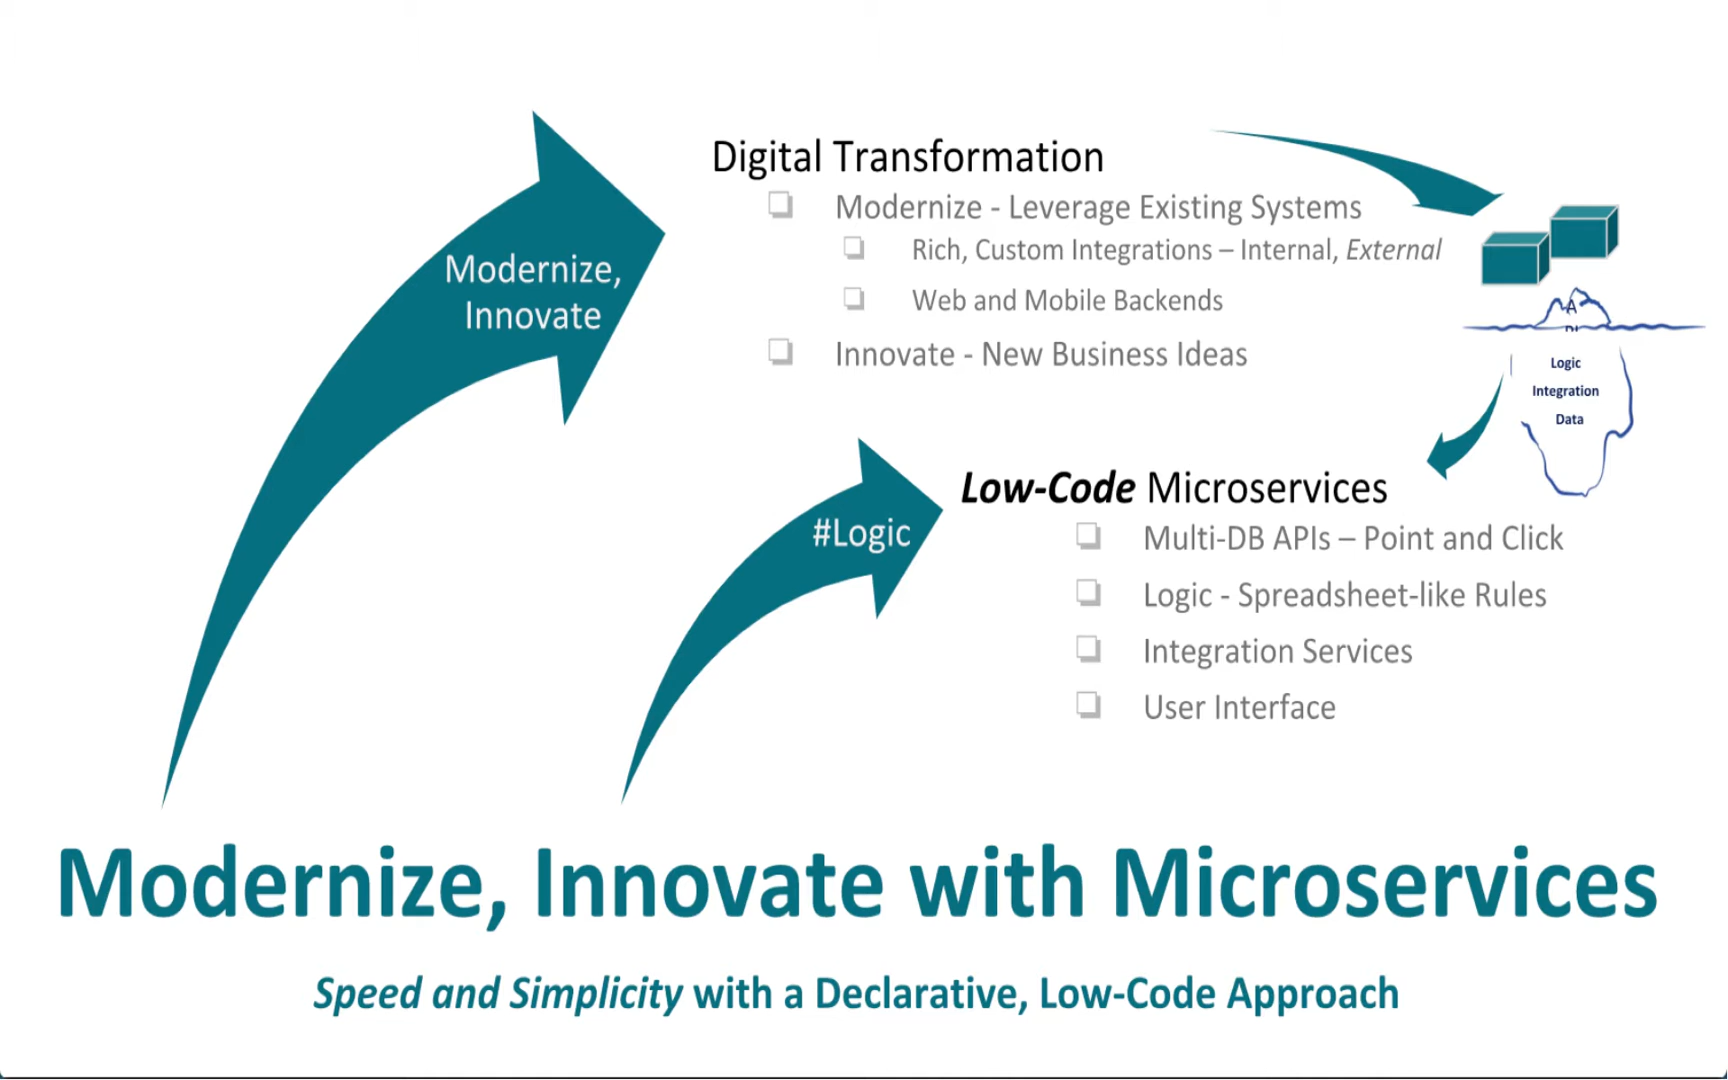 Digital Transformation
Modernize - Leverage Existing Systems
Rich, Custom Integrations – Internal, External
Web and Mobile Backends
Innovate - New Business Ideas
Modernize,
Innovate
A
Logic
Integration
Data
Low-Code Microservices
#Logic
Multi-DB APIs – Point and Click
Logic - Spreadsheet-like Rules
Integration Services
User Interface
Modernize, Innovate with Microservices
Speed and Simplicity with a Declarative, Low-Code Approach